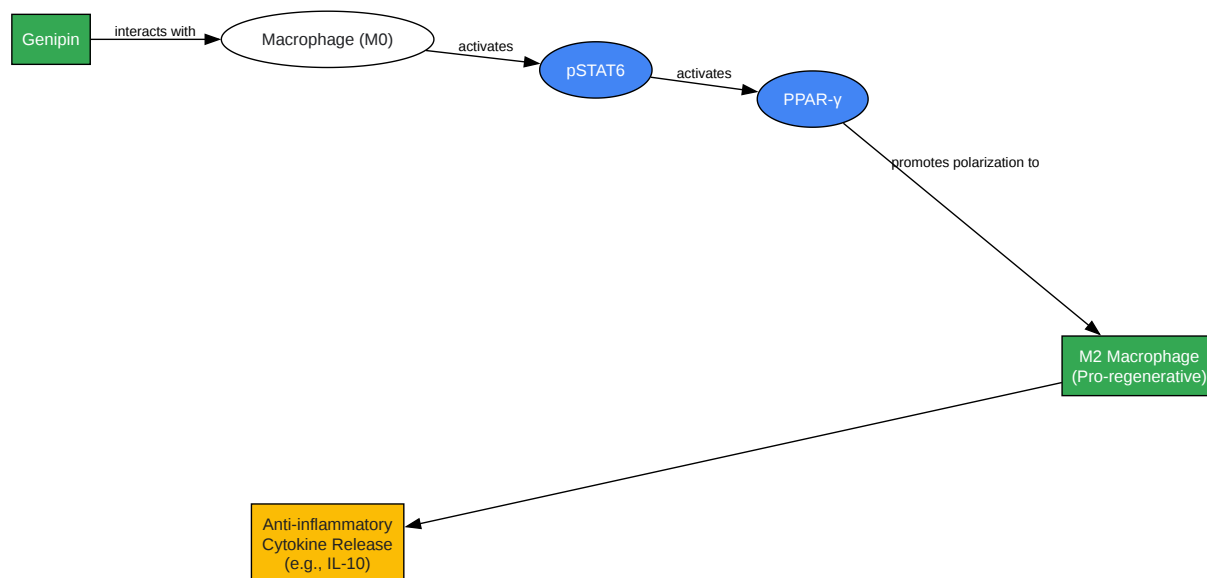 Genipin
interacts with
Macrophage (M0)
activates
pSTAT6
activates
PPAR-γ
promotes polarization to
M2 Macrophage
(Pro-regenerative)
Anti-inflammatory
Cytokine Release
(e.g., IL-10)